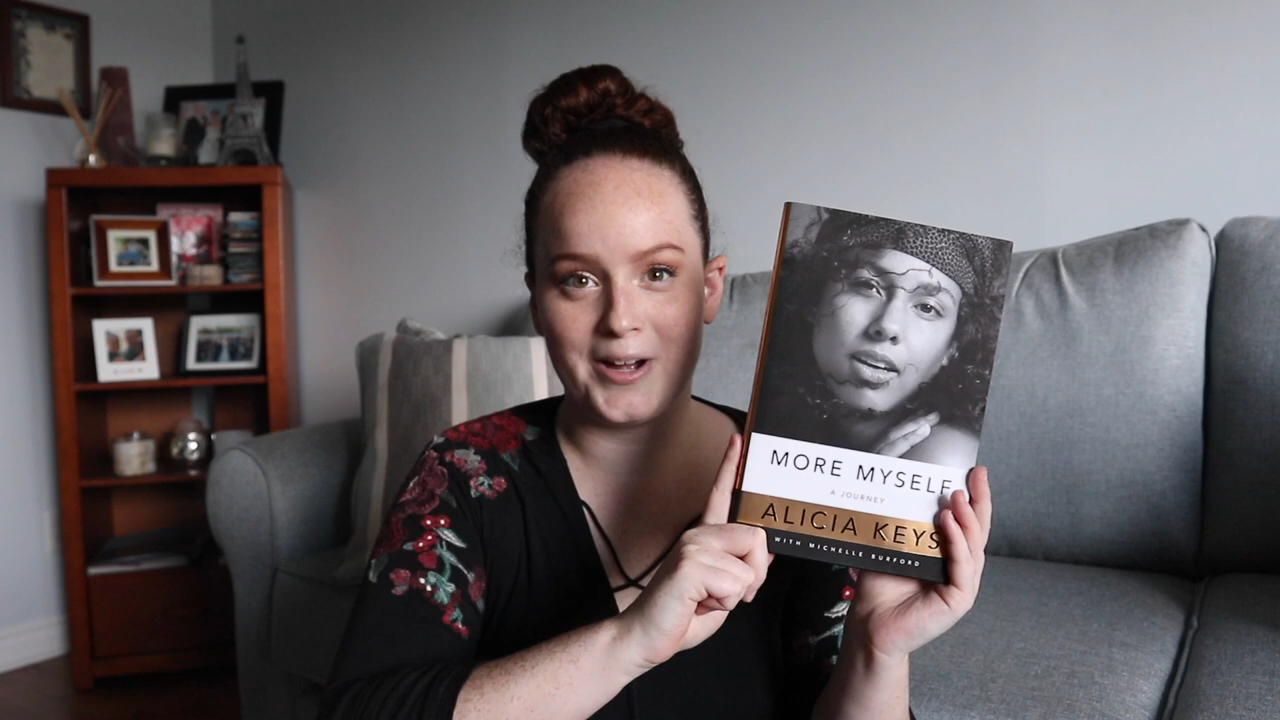 MORE MYSELF
A JOURNEY
ALICIA KEYS
WITH MICHELLE BURFORD